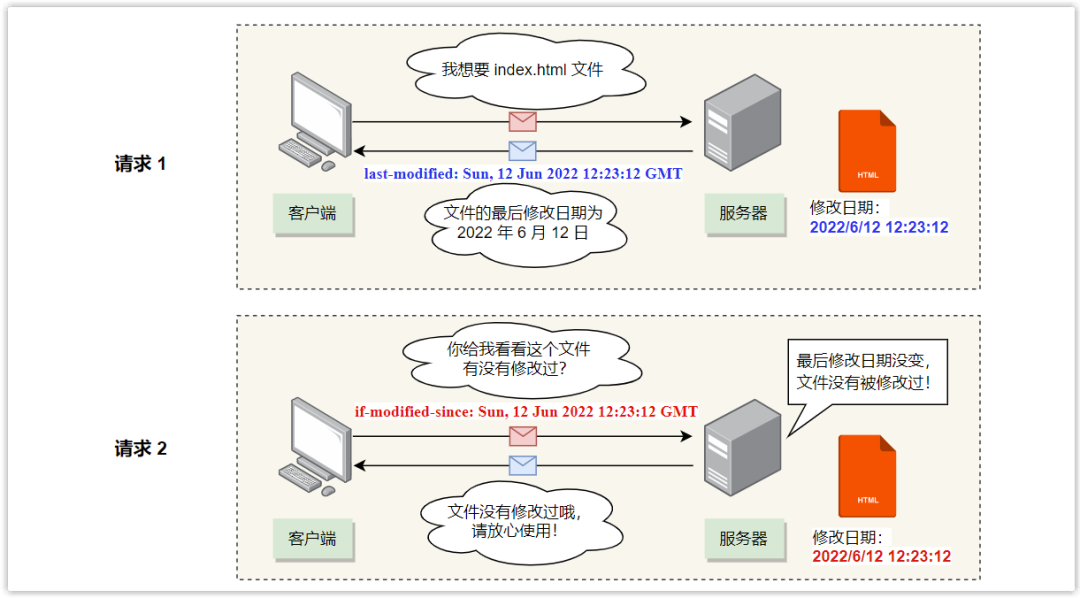 请求 1
我想要 index.html 文件
last-modified: Sun, 12 Jun 2022 12:23:12 GMT
文件的最后修改日期为
2022 年 6 月 12 日
客户端
服务器
HTML
修改日期：
2022/6/12 12:23:12
请求 2
你给我看看这个文件
有没有修改过？
if-modified-since: Sun, 12 Jun 2022 12:23:12 GMT
最后修改日期没变，
文件没有被修改过！
文件没有修改过哦，
请放心使用！
客户端
服务器
HTML
修改日期：
2022/6/12 12:23:12